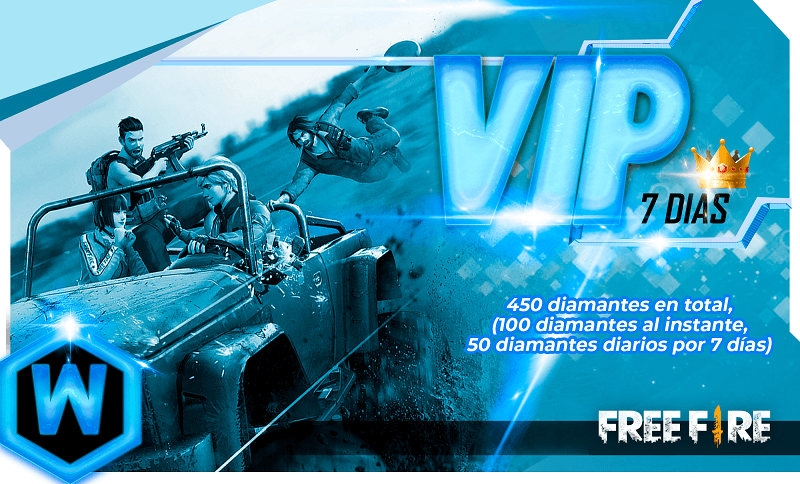 VIP
7 DIAS
450 diamantes en total,
(100 diamantes al instante,
50 diamantes diarios por 7 días)
W
FREE FIRE